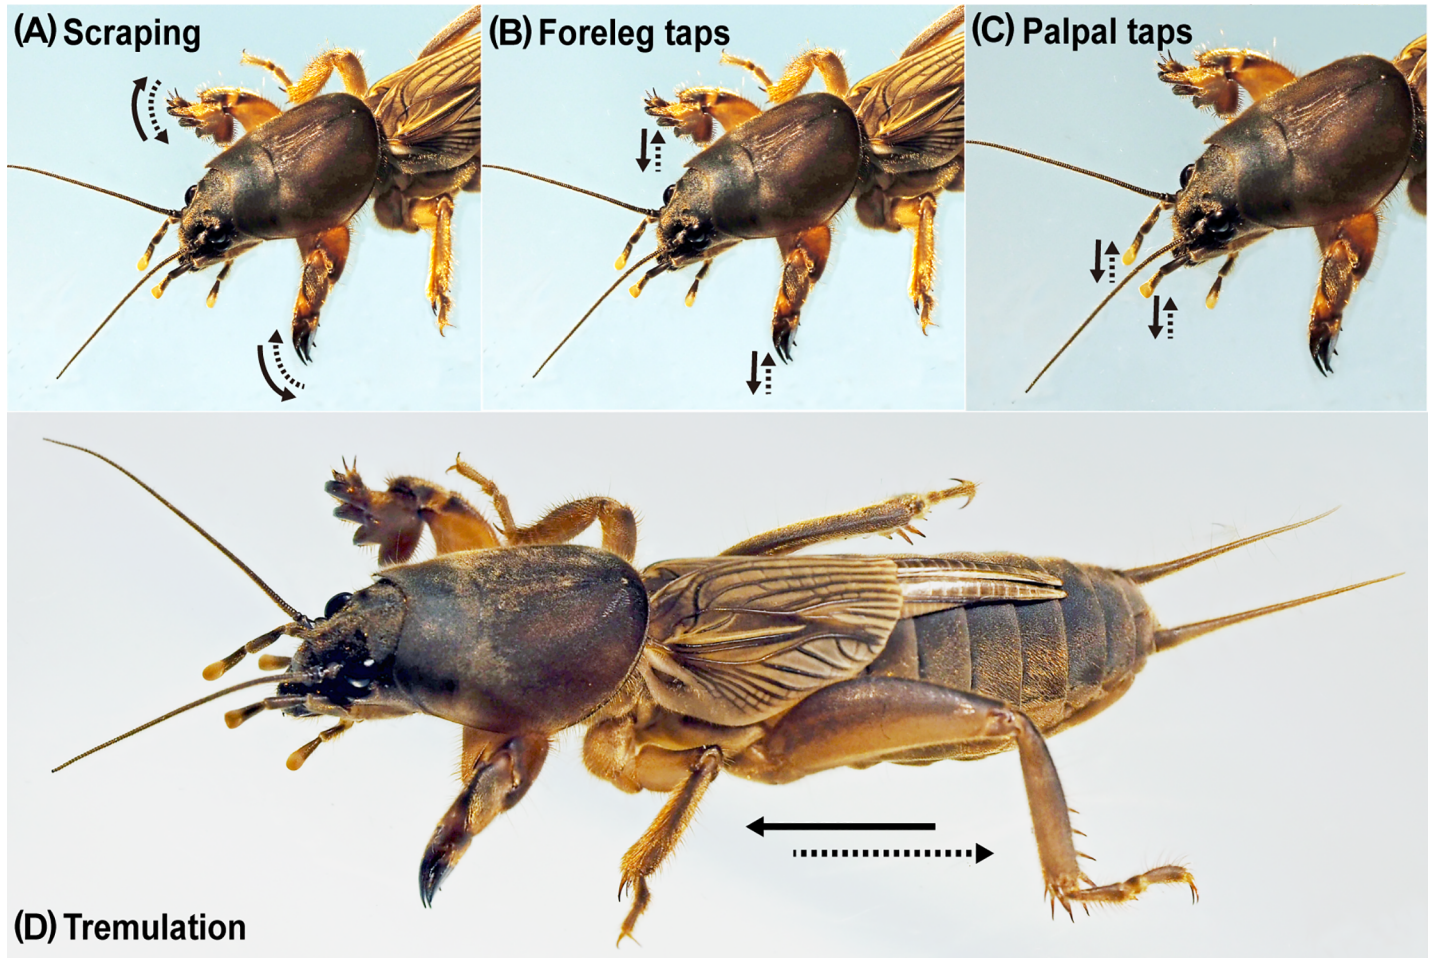 (A) Scraping
(B) Foreleg taps
(C) Palpal taps
(D) Tremulation